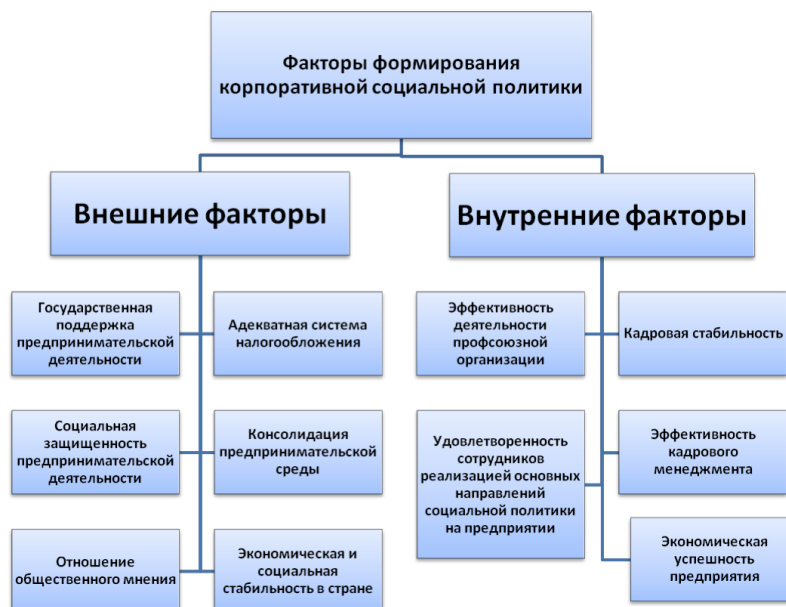 Факторы формирования
корпоративной социальной политики
Внешние факторы
Внутренние факторы
Государственная
поддержка
предпринимательской
деятельности
Адекватная система
налогообложения
Социальная
защищенность
предпринимательской
деятельности
Консолидация
предпринимательской
среды
Отношение
общественного мнения
Экономическая и
социальная
стабильность в стране
Эффективность
деятельности
профсоюзной
организации
Кадровая стабильность
Удовлетворенность
сотрудников
реализацией основных
направлений
социальной политики
на предприятии
Эффективность
кадрового
менеджмента
Экономическая
успешность
предприятия